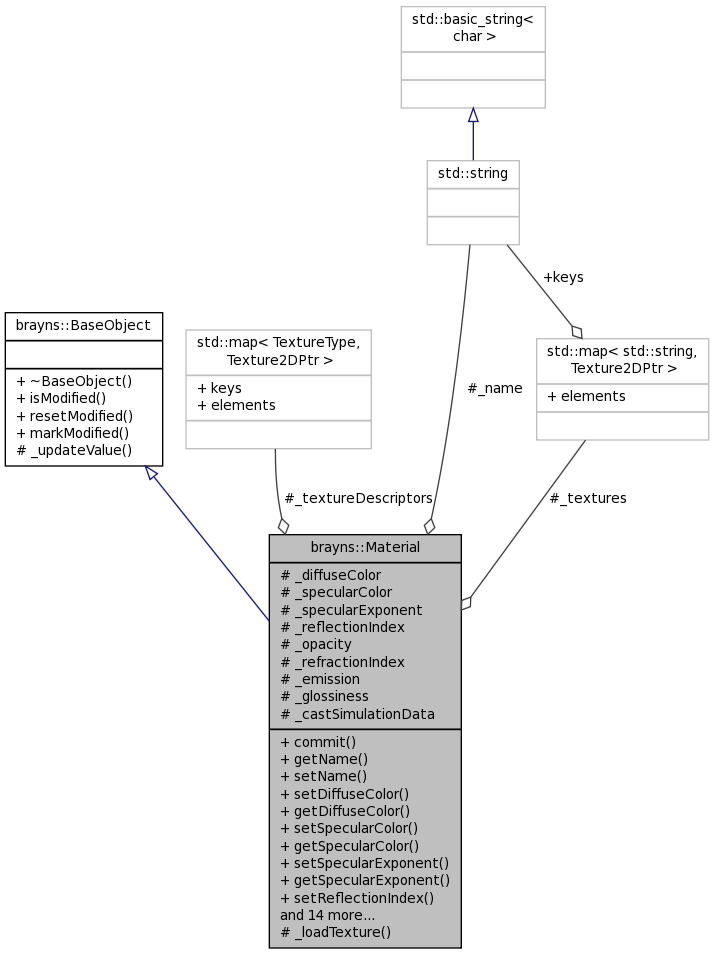 std::basic_string<
char >
std::string
+keys
brayns::BaseObject
+ ~BaseObject()
+ isModified()
+ resetModified()
+ markModified()
# _updateValue()
std::map< TextureType,
Texture2DPtr >
+ keys
+ elements
#_name
std::map< std::string,
Texture2DPtr >
+ elements
#_textureDescriptors
#_textures
brayns::Material
# _diffuseColor
# _specularColor
# _specularExponent
# _reflectionIndex
# _opacity
# _refractionIndex
# _emission
# _glossiness
# _castSimulationData
+ commit()
+ getName()
+ setName()
+ setDiffuseColor()
+ getDiffuseColor()
+ setSpecularColor()
+ getSpecularColor()
+ setSpecularExponent()
+ getSpecularExponent()
+ setReflectionIndex()
and 14 more...
# _loadTexture()